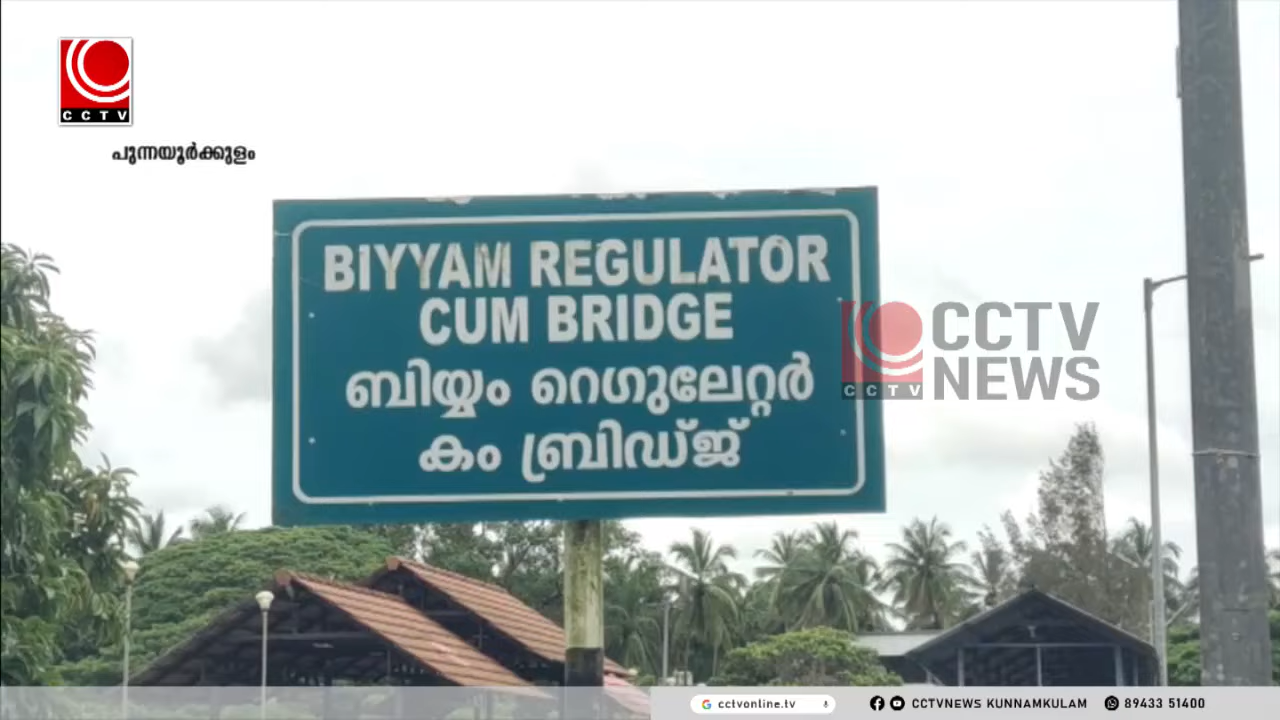 CCTV
പുന്നയൂർക്കുളം
BIYYAM REGULATOR
CUM BRIDGE
ബിയ്യം റെഗുലേറ്റർ
കം ബ്രിഡ്ജ്
CCTV
CCTV
NEWS
cctvonline.tv
CCTVNEWS KUNNAMKULAM
89433 51400